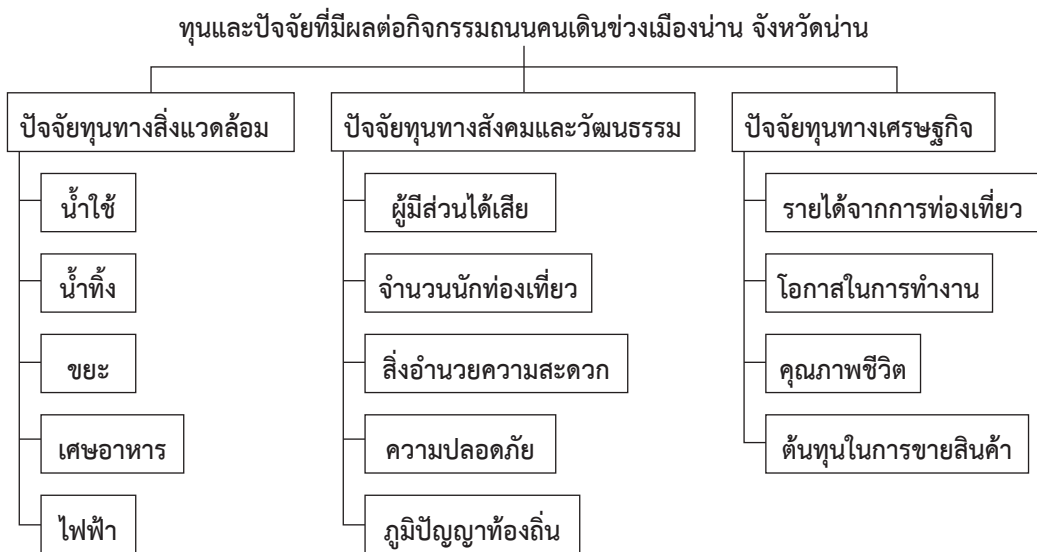 ทุนและปัจจัยที่มีผลต่อกิจกรรมถนนคนเดินข่วงเมืองน่าน จังหวัดน่าน
ปัจจัยทุนทางสิ่งแวดล้อม
น้ำใช้
น้ำทิ้ง
ขยะ
เศษอาหาร
ไฟฟ้า
ปัจจัยทุนทางสังคมและวัฒนธรรม
ผู้มีส่วนได้เสีย
จำนวนนักท่องเที่ยว
สิ่งอำนวยความสะดวก
ความปลอดภัย
ภูมิปัญญาท้องถิ่น
ปัจจัยทุนทางเศรษฐกิจ
รายได้จากการท่องเที่ยว
โอกาสในการทำงาน
คุณภาพชีวิต
ต้นทุนในการขายสินค้า